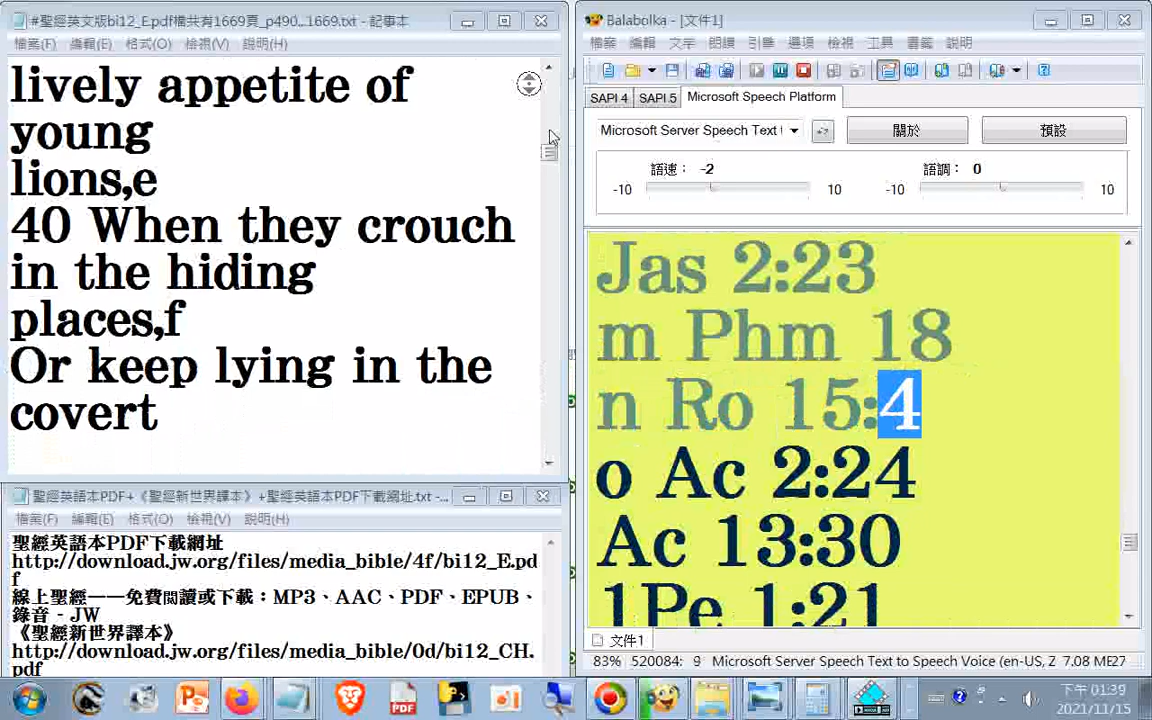 #聖經英文版bi12_E.pdf檔共有1669頁_p490,,,1669.txt - 記事本
檔案(F) 編輯(E) 格式(O) 檢視(V) 說明(H)
lively appetite of
young
lions,e
40 When they crouch
in the hiding
places,f
Or keep lying in the
covert
聖經英語本PDF+《聖經新世界譯本》+聖經英語本PDF下載網址.txt -...
檔案(F) 編輯(E) 格式(O) 檢視(V) 說明(H)
聖經英語本PDF下載網址
http://download.jw.org/files/media_bible/4f/bi12_E.pd
f
線上聖經——免費閱讀或下載：MP3、AAC、PDF、EPUB、
錄音 - JW
《聖經新世界譯本》
http://download.jw.org/files/media_bible/0d/bi12_CH.
pdf
Balabolka - [文件1]
檔案 編輯 文字 朗讀 引擎 選項 檢視 工具 書籤 說明
SAPI 4 SAPI 5 Microsoft Speech Platform
Microsoft Server Speech Text 關於 預設
語速： -2 語調： 0
-10 10 -10 10
Jas 2:23
m Phm 18
n Ro 15:4
o Ac 2:24
Ac 13:30
1Pe 1:21
文件1
83% 520084: 9 Microsoft Server Speech Text to Speech Voice (en-US, Z 7.08 ME27
下午 01:39
2021/11/15